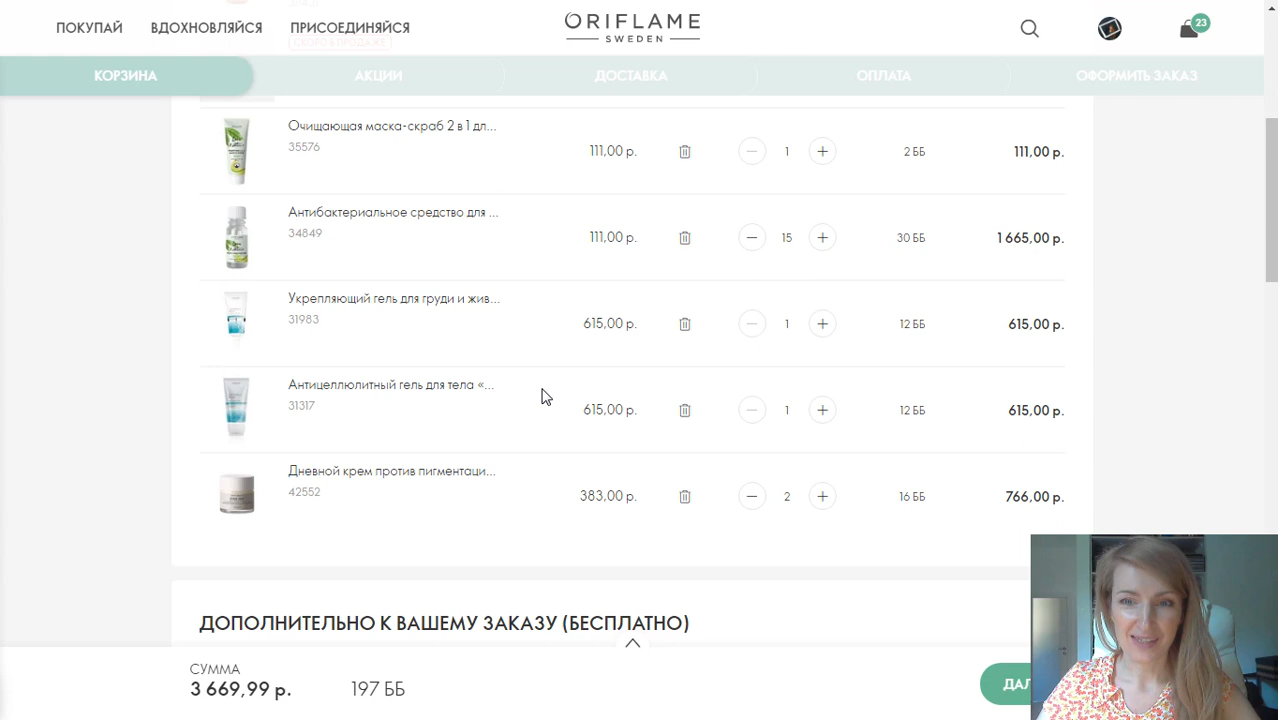 ПОКУПАЙ ВДОХНОВЛЯЙСЯ ПРИСОЕДИНЯЙСЯ
ORIFLAME
SWEDEN
23
СКОРО В ПРОДАЖЕ
КОРЗИНА АКЦИИ ДОСТАВКА ОПЛАТА ОФОРМИТЬ ЗАКАЗ
Очищающая маска-скраб 2 в 1 дл...
35576
111,00 р. 1 2 ББ 111,00 р.
Антибактериальное средство для ...
34849
111,00 р. 15 30 ББ 1 665,00 р.
Укрепляющий гель для груди и жив...
31983
615,00 р. 1 12 ББ 615,00 р.
Антицеллюлитный гель для тела «...
31317
615,00 р. 1 12 ББ 615,00 р.
Дневной крем против пигментаци...
42552
383,00 р. 2 16 ББ 766,00 р.
ДОПОЛНИТЕЛЬНО К ВАШЕМУ ЗАКАЗУ (БЕСПЛАТНО)
СУММА
3 669,99 р. 197 ББ
ДАЛ